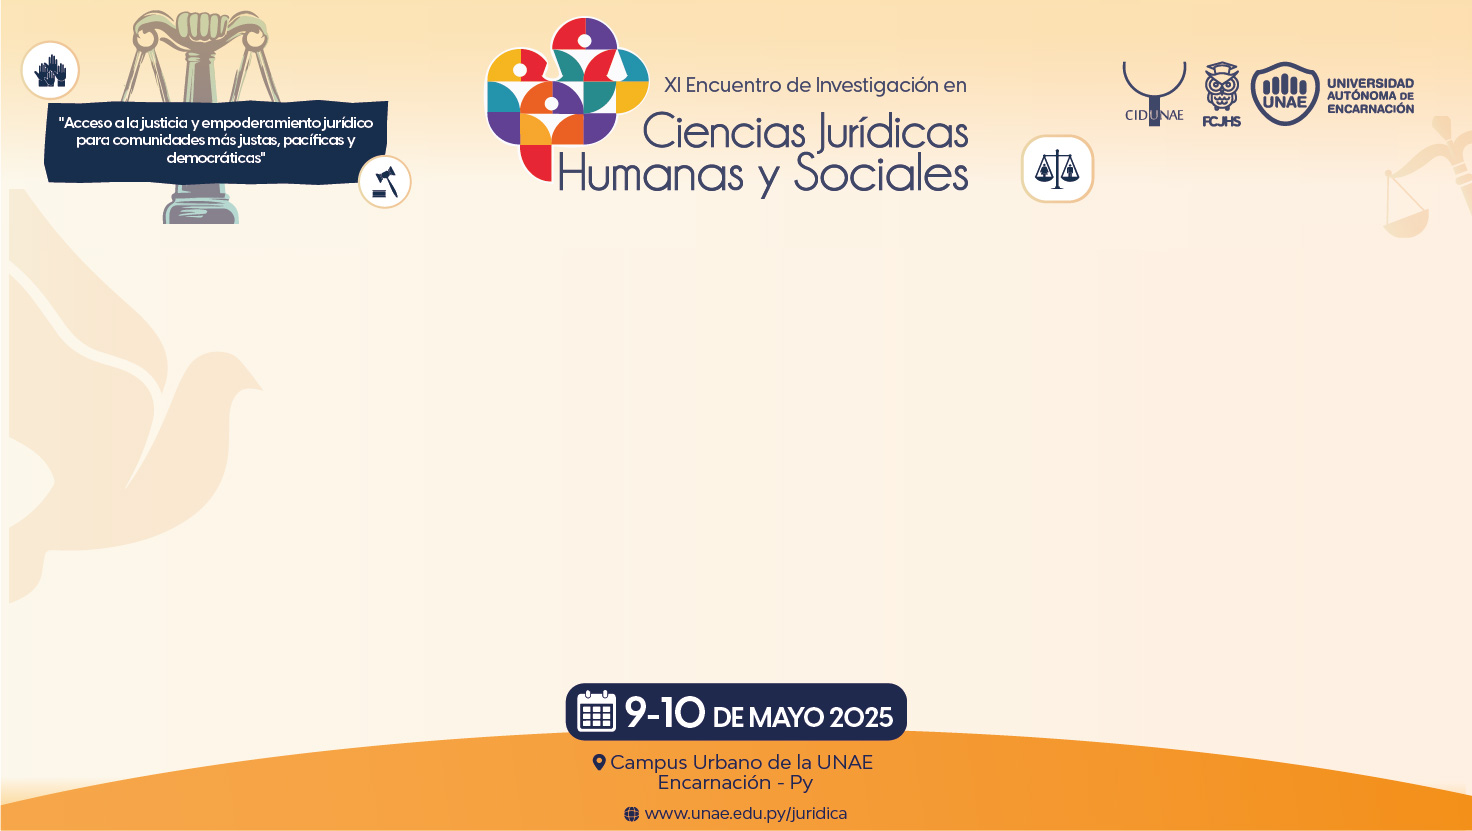 "Acceso a la justicia y empoderamiento jurídico
para comunidades más justas, pacíficas y
democráticas"
XI Encuentro de Investigación en
Ciencias Jurídicas
Humanas y Sociales
CIDUNAE
FCJHS
UNAE
UNIVERSIDAD
AUTÓNOMA DE
ENCARNACIÓN
9-10 DE MAYO 2025
Campus Urbano de la UNAE
Encarnación - Py
www.unae.edu.py/juridica